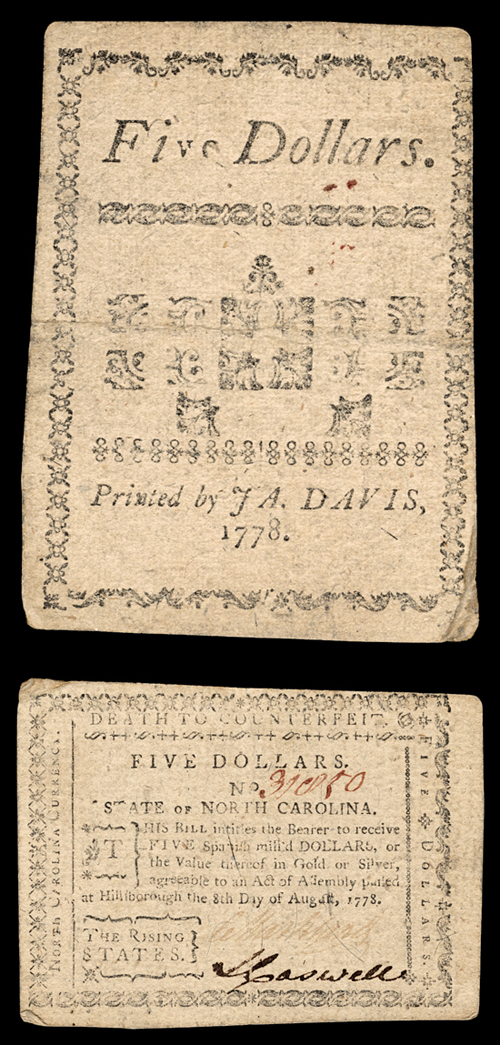 Five Dollars.
Printed by JA. DAVIS,
1778.
DEATH TO COUNTERFEIT.
FIVE DOLLARS.
No.
STATE OF NORTH CAROLINA.
THIS BILL intitles the Bearer to receive
FIVE Spanish mill'd DOLLARS, or
the Value thereof in Gold or Silver,
agreeable to an Act of Assembly passed
at Hillsborough the 8th Day of August, 1778.
THE RISING
STATES.
Caswell
NORTH CAROLINA CURRENCY.
FIVE DOLLARS.